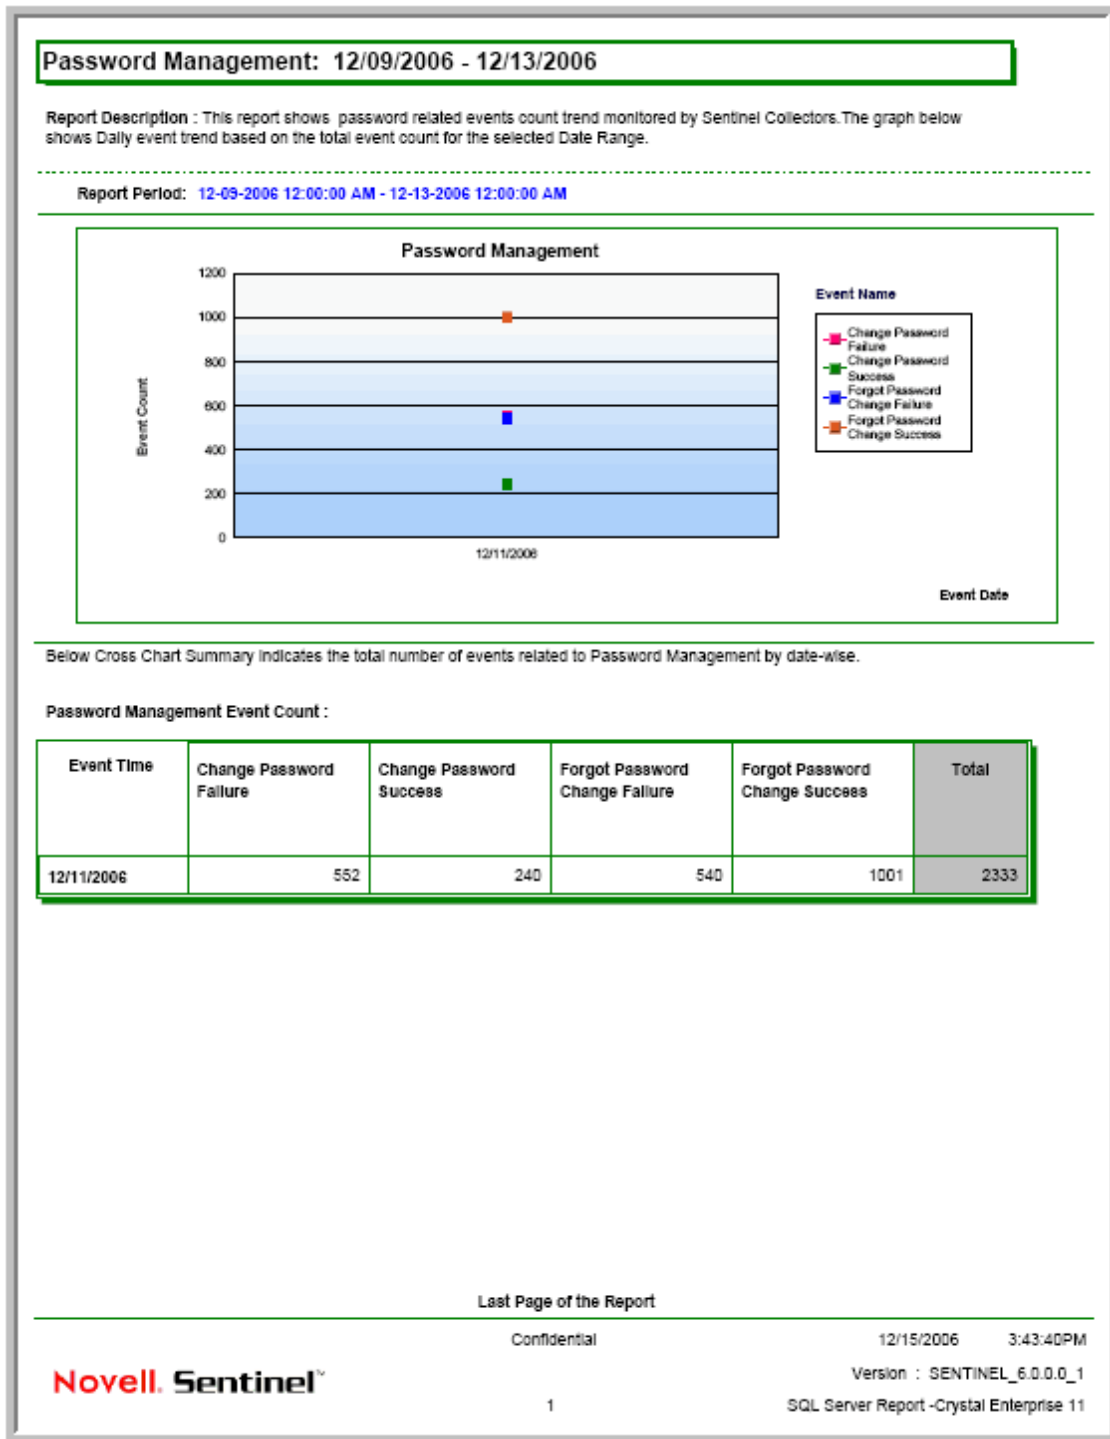 Password Management: 12/09/2006 - 12/13/2006
Report Description : This report shows password related events count trend monitored by Sentinel Collectors.The graph below
shows Daily event trend based on the total event count for the selected Date Range.
Report Period: 12-09-2006 12:00:00 AM - 12-13-2006 12:00:00 AM
Password Management
1200
1000
800
600
400
200
0
Event Count
12/11/2006
Event Date
Event Name
Change Password
Failure
Change Password
Success
Forgot Password
Change Failure
Forgot Password
Change Success
Below Cross Chart Summary Indicates the total number of events related to Password Management by date-wise.
Password Management Event Count :
Event Time
Change Password
Failure
Change Password
Success
Forgot Password
Change Failure
Forgot Password
Change Success
Total
12/11/2006 552 240 540 1001 2333
Last Page of the Report
Confidential 12/15/2006 3:43:40PM
Novell. Sentinel™
Version : SENTINEL_6.0.0.0_1
1 SQL Server Report -Crystal Enterprise 11